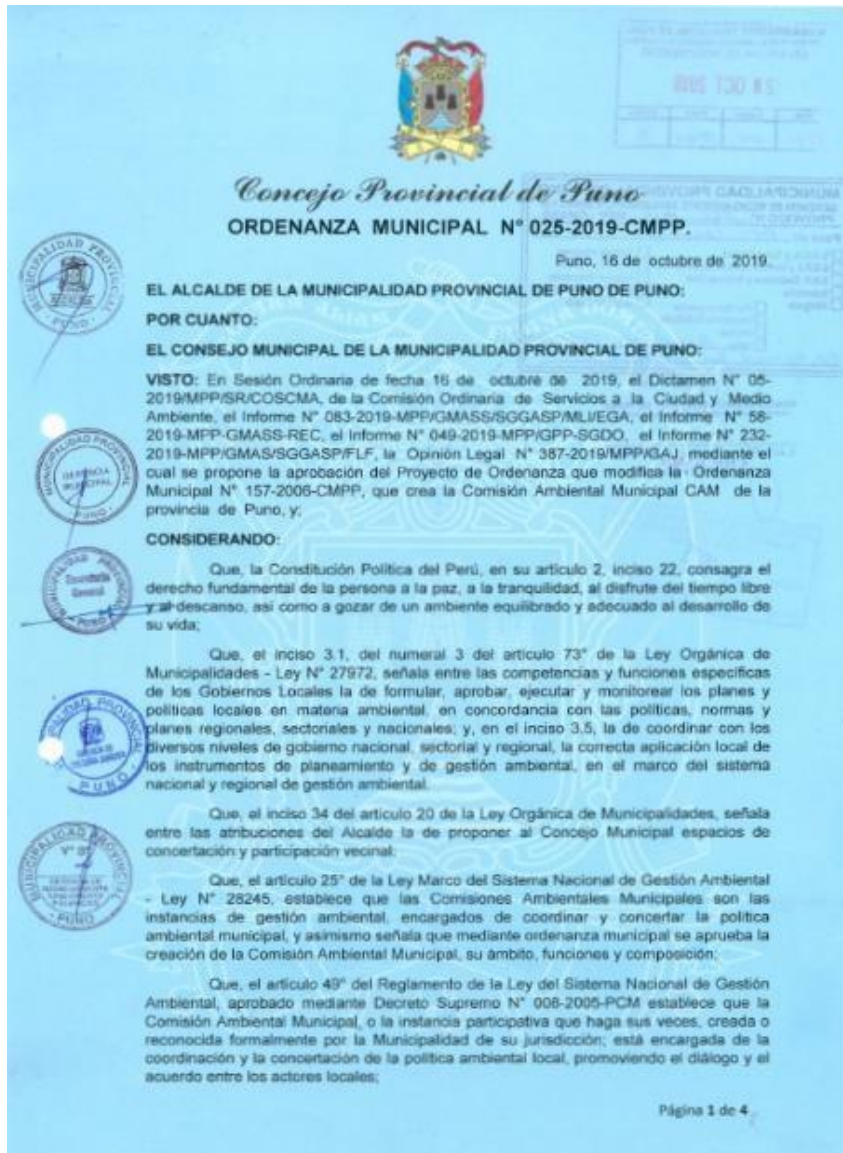 Concejo Provincial de Puno
ORDENANZA MUNICIPAL N° 025-2019-CMPP.
Puno, 16 de octubre de 2019.
EL ALCALDE DE LA MUNICIPALIDAD PROVINCIAL DE PUNO DE PUNO:
POR CUANTO:
EL CONSEJO MUNICIPAL DE LA MUNICIPALIDAD PROVINCIAL DE PUNO:
VISTO: En Sesión Ordinaria de fecha 16 de octubre de 2019, el Dictamen N° 05-
2019/MPP/SR/COSCMA, de la Comisión Ordinaria de Servicios a la Ciudad y Medio
Ambiente, el Informe N° 083-2019-MPP/GMASS/SGGASP/MLI/EGA, el Informe N° 58-
2019-MPP-GMASS-REC, el Informe N° 049-2019-MPP/GPP-SGDO, el Informe N° 232-
2019-MPP/GMAS/SGGASP/FLF, la Opinión Legal N° 387-2019/MPP/GAJ, mediante el
cual se propone la aprobación del Proyecto de Ordenanza que modifica la Ordenanza
Municipal N° 157-2006-CMPP, que crea la Comisión Ambiental Municipal CAM de la
provincia de Puno, y;
CONSIDERANDO:
Que, la Constitución Política del Perú, en su artículo 2, inciso 22, consagra el
derecho fundamental de la persona a la paz, a la tranquilidad, al disfrute del tiempo libre
y al descanso, así como a gozar de un ambiente equilibrado y adecuado al desarrollo de
su vida;
Que, el inciso 3.1, del numeral 3 del artículo 73° de la Ley Orgánica de
Municipalidades - Ley N° 27972, señala entre las competencias y funciones específicas
de los Gobiernos Locales la de formular, aprobar, ejecutar y monitorear los planes y
políticas locales en materia ambiental, en concordancia con las políticas, normas y
planes regionales, sectoriales y nacionales; y, en el inciso 3.5, la de coordinar con los
diversos niveles de gobierno nacional, sectorial y regional, la correcta aplicación local de
los instrumentos de planeamiento y de gestión ambiental, en el marco del sistema
nacional y regional de gestión ambiental.
Que, el inciso 34 del artículo 20 de la Ley Orgánica de Municipalidades, señala
entre las atribuciones del Alcalde la de proponer al Concejo Municipal espacios de
concertación y participación vecinal;
Que, el artículo 25° de la Ley Marco del Sistema Nacional de Gestión Ambiental
- Ley N° 28245, establece que las Comisiones Ambientales Municipales son las
instancias de gestión ambiental, encargados de coordinar y concertar la política
ambiental municipal, y asimismo señala que mediante ordenanza municipal se aprueba la
creación de la Comisión Ambiental Municipal, su ámbito, funciones y composición;
Que, el artículo 49° del Reglamento de la Ley del Sistema Nacional de Gestión
Ambiental, aprobado mediante Decreto Supremo N° 008-2005-PCM establece que la
Comisión Ambiental Municipal, o la instancia participativa que haga sus veces, creada o
reconocida formalmente por la Municipalidad de su jurisdicción; está encargada de la
coordinación y la concertación de la política ambiental local, promoviendo el diálogo y el
acuerdo entre los actores locales;
Página 1 de 4
MUNICIPALIDAD PROVINCIAL
ALCALDIA
PUNO
MUNICIPALIDAD PROVINCIAL
GERENCIA
MUNICIPAL
PUNO
MUNICIPALIDAD PROVINCIAL
Secretaría
General
PUNO
MUNICIPALIDAD PROVINCIAL
PUNO
MUNICIPALIDAD PROVINCIAL
V° B°
PUNO